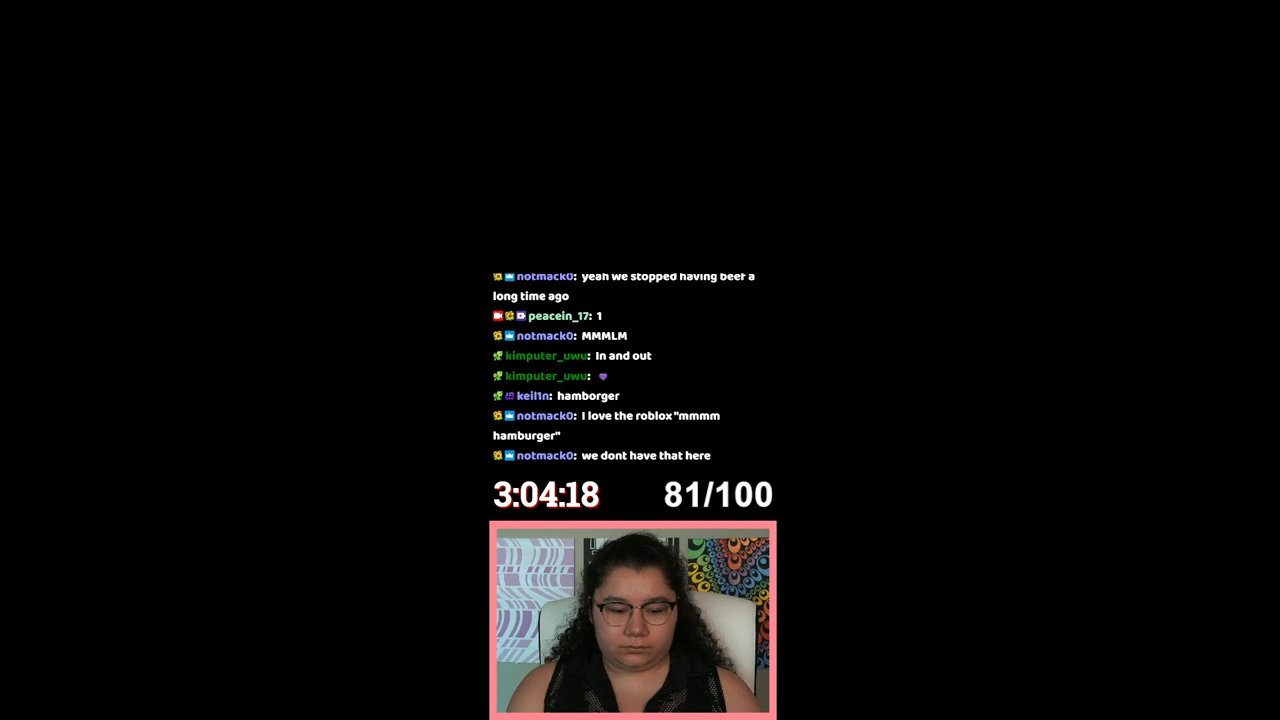 notmack0: yeah we stopped having beef a
long time ago
peacein_17: 1
notmack0: MMMLM
kimputer_uwu: In and out
kimputer_uwu:
keil1n: hamborger
notmack0: I love the roblox "mmmm
hamburger"
notmack0: we dont have that here
3:04:18 81/100